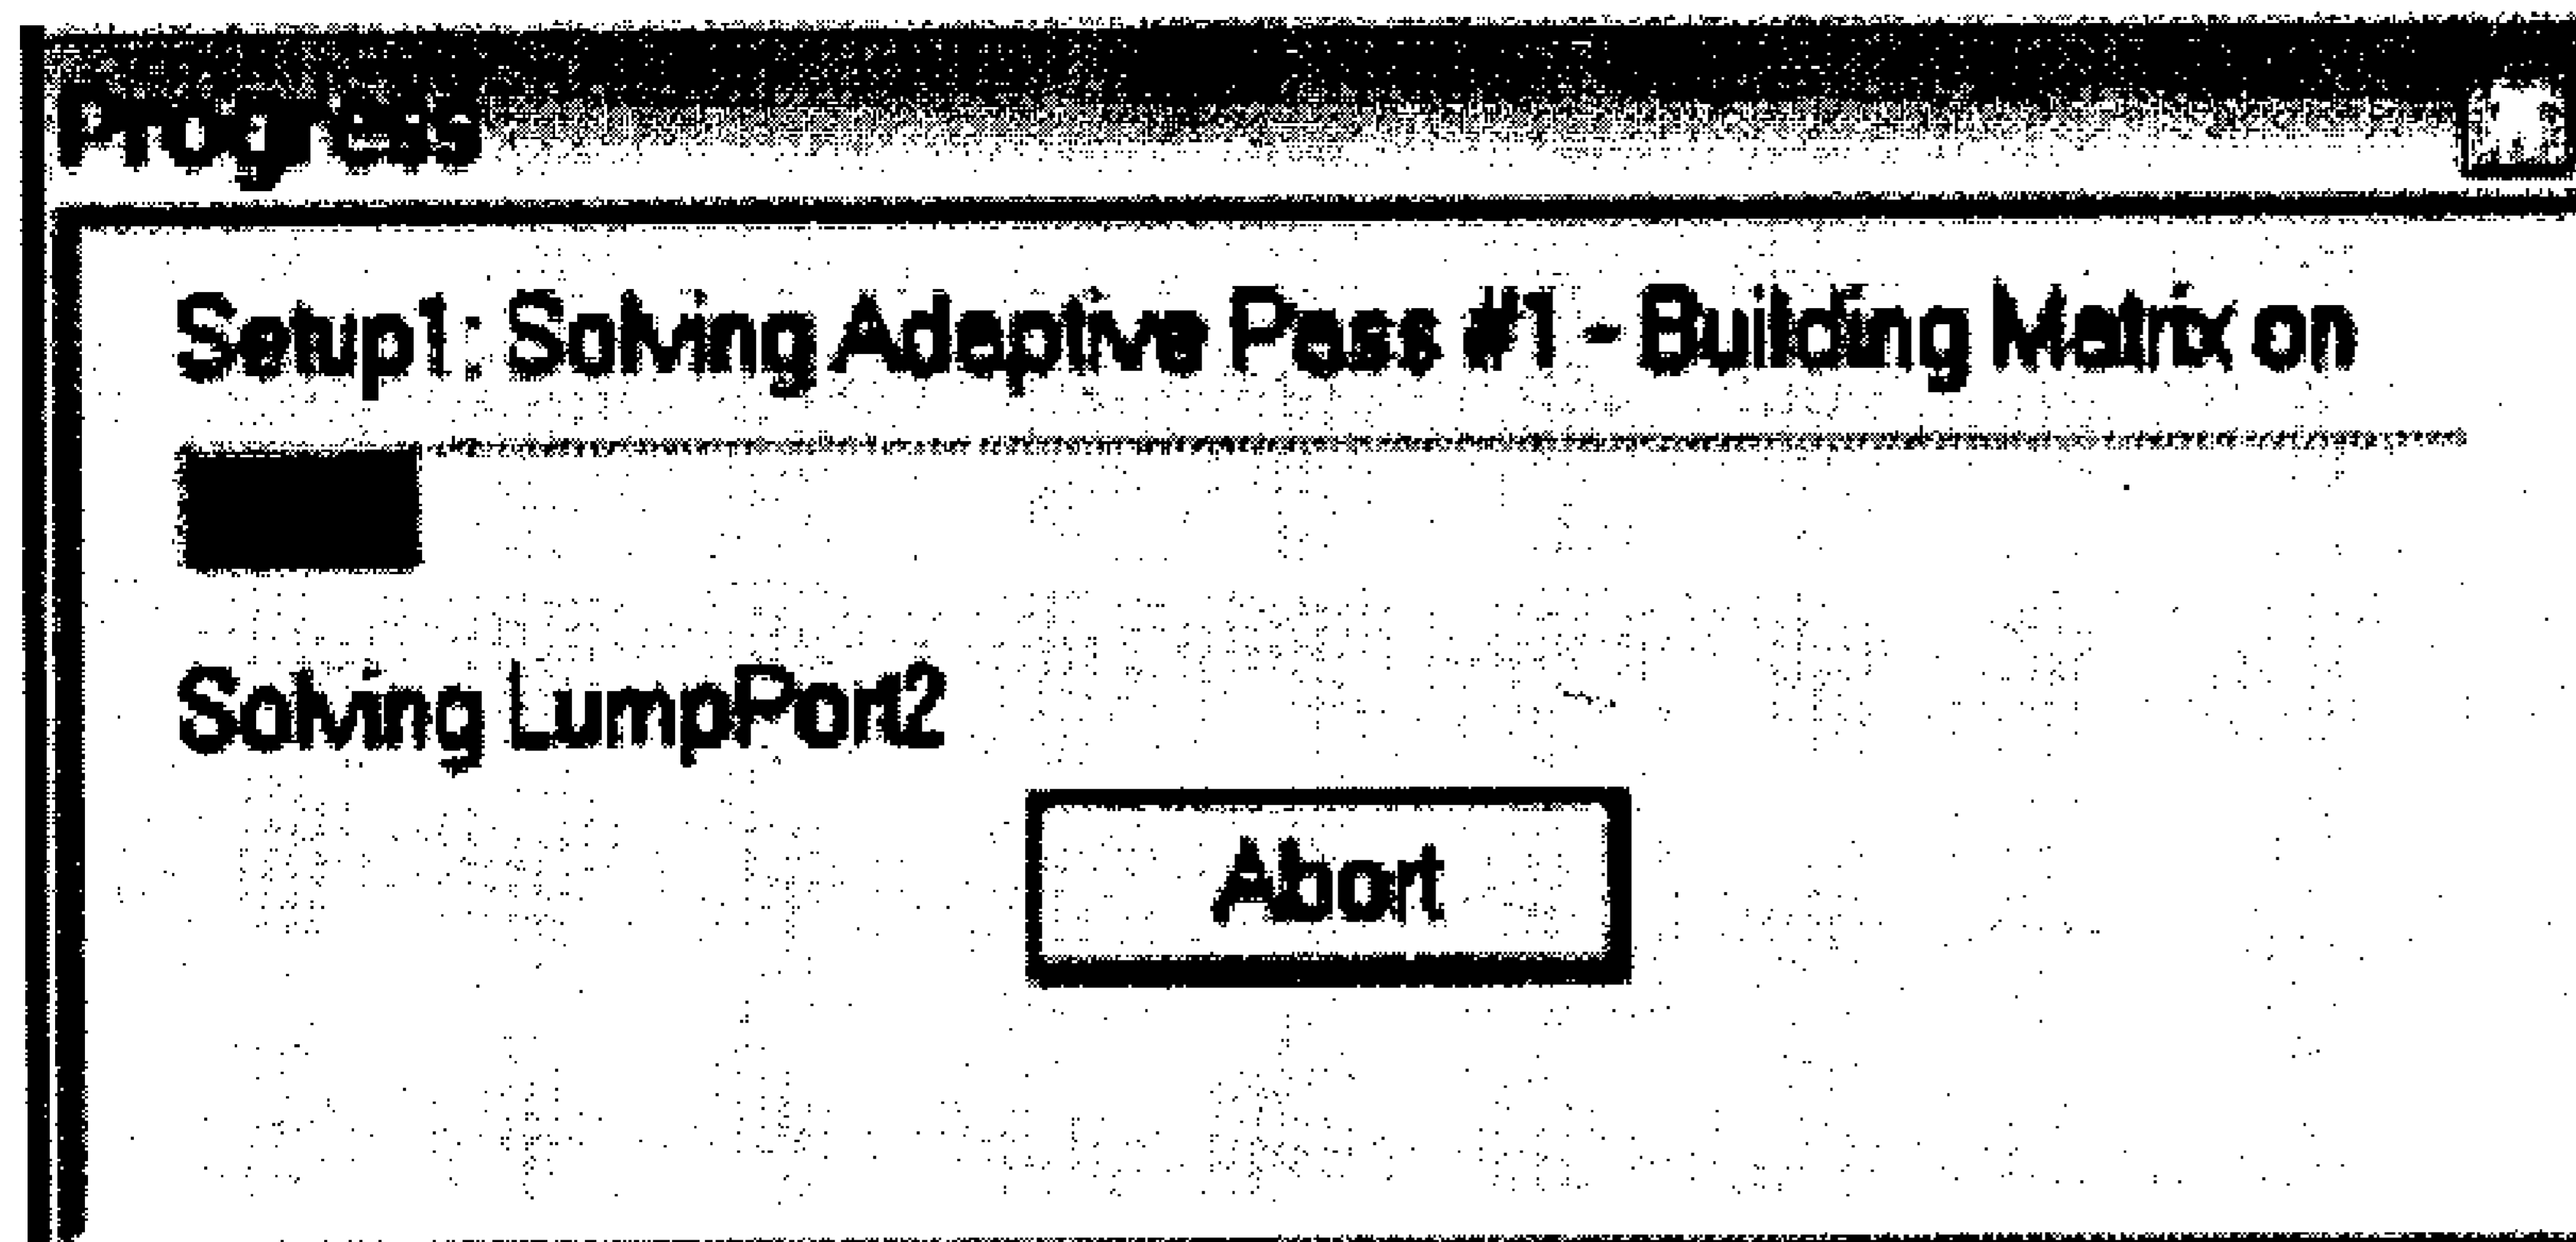 Progress
Setup1: Solving Adaptive Pass #1 - Building Matrix on
Solving LumpPort2
Abort